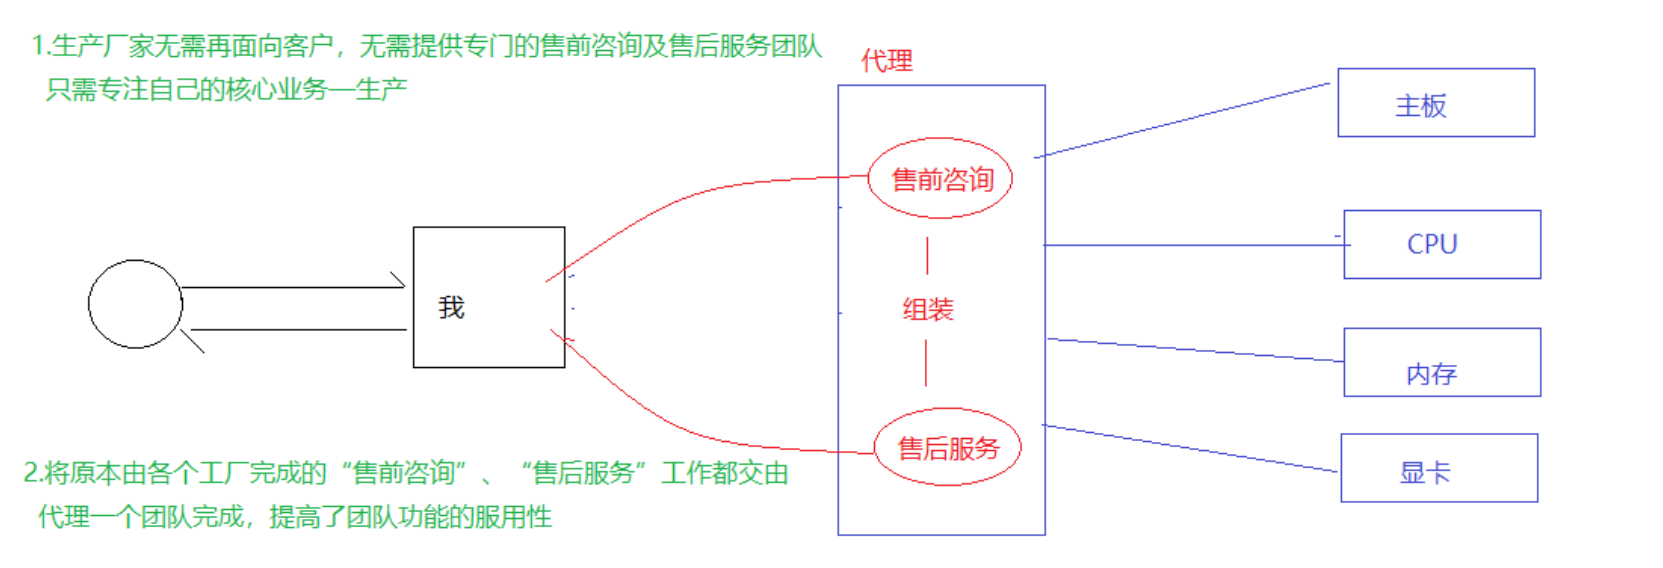 1.生产厂家无需再面向客户，无需提供专门的售前咨询及售后服务团队
只需专注自己的核心业务—生产
代理
主板
售前咨询
CPU
我
组装
内存
售后服务
显卡
2.将原本由各个工厂完成的“售前咨询”、“售后服务”工作都交由
代理一个团队完成，提高了团队功能的服用性